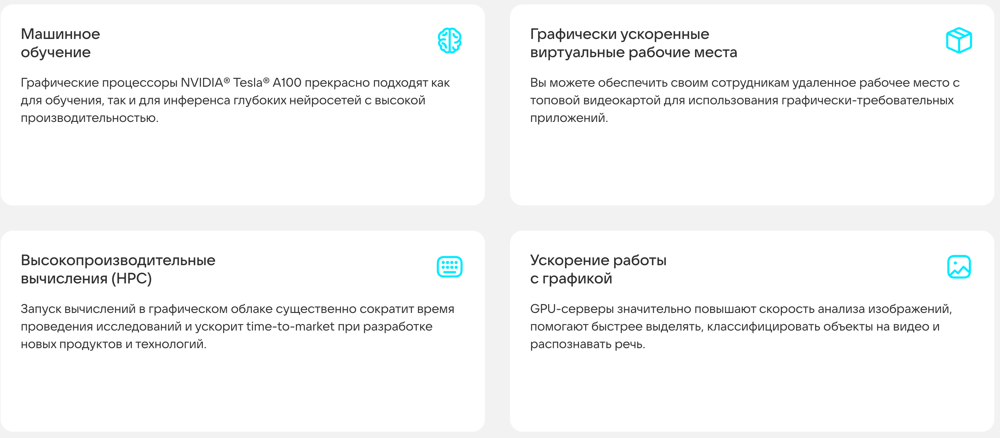 Машинное
обучение
Графические процессоры NVIDIA® Tesla® A100 прекрасно подходят как
для обучения, так и для инференса глубоких нейросетей с высокой
производительностью.
Графически ускоренные
виртуальные рабочие места
Вы можете обеспечить своим сотрудникам удаленное рабочее место с
топовой видеокартой для использования графически-требовательных
приложений.
Высокопроизводительные
вычисления (HPC)
Запуск вычислений в графическом облаке существенно сократит время
проведения исследований и ускорит time-to-market при разработке
новых продуктов и технологий.
Ускорение работы
с графикой
GPU-серверы значительно повышают скорость анализа изображений,
помогают быстрее выделять, классифицировать объекты на видео и
распознавать речь.